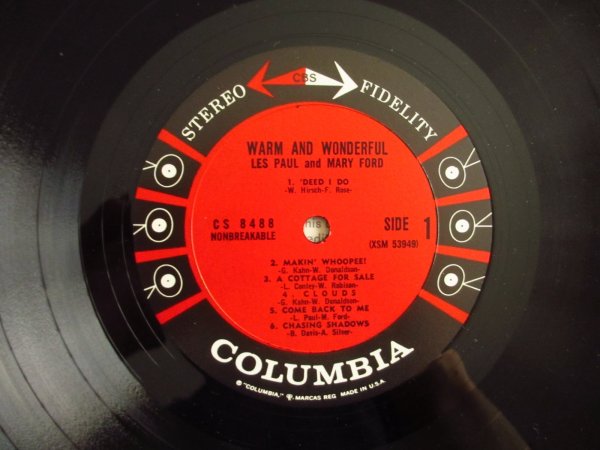 STEREO CBS FIDELITY
WARM AND WONDERFUL
LES PAUL and MARY FORD
1. 'DEED I DO
-W. Hirsch-F. Rose-
CS 8488
NONBREAKABLE
SIDE 1
(XSM 53949)
2. MAKIN' WHOOPEE!
-G. Kahn-W. Donaldson-
3. A COTTAGE FOR SALE
-L. Conley-W. Robison-
4. CLOUDS
-G. Kahn-W. Donaldson-
5. COME BACK TO ME
-L. Paul-M. Ford-
6. CHASING SHADOWS
-B. Davis-A. Silver-
COLUMBIA
® "COLUMBIA," MARCAS REG. MADE IN U.S.A.